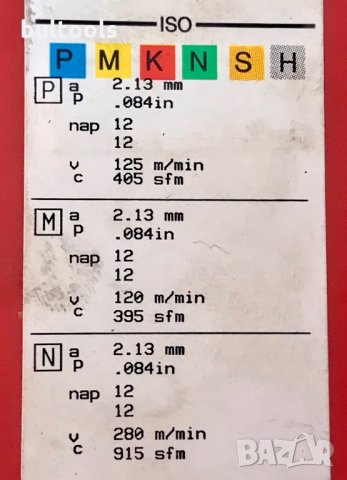 boltools
ISO
P M K N S H
P a p 2.13 mm
.084in
nap 12
12
v c 125 m/min
405 sfm
M a p 2.13 mm
.084in
nap 12
12
v c 120 m/min
395 sfm
N a p 2.13 mm
.084in
nap 12
12
v c 280 m/min
915 sfm
BAZAR